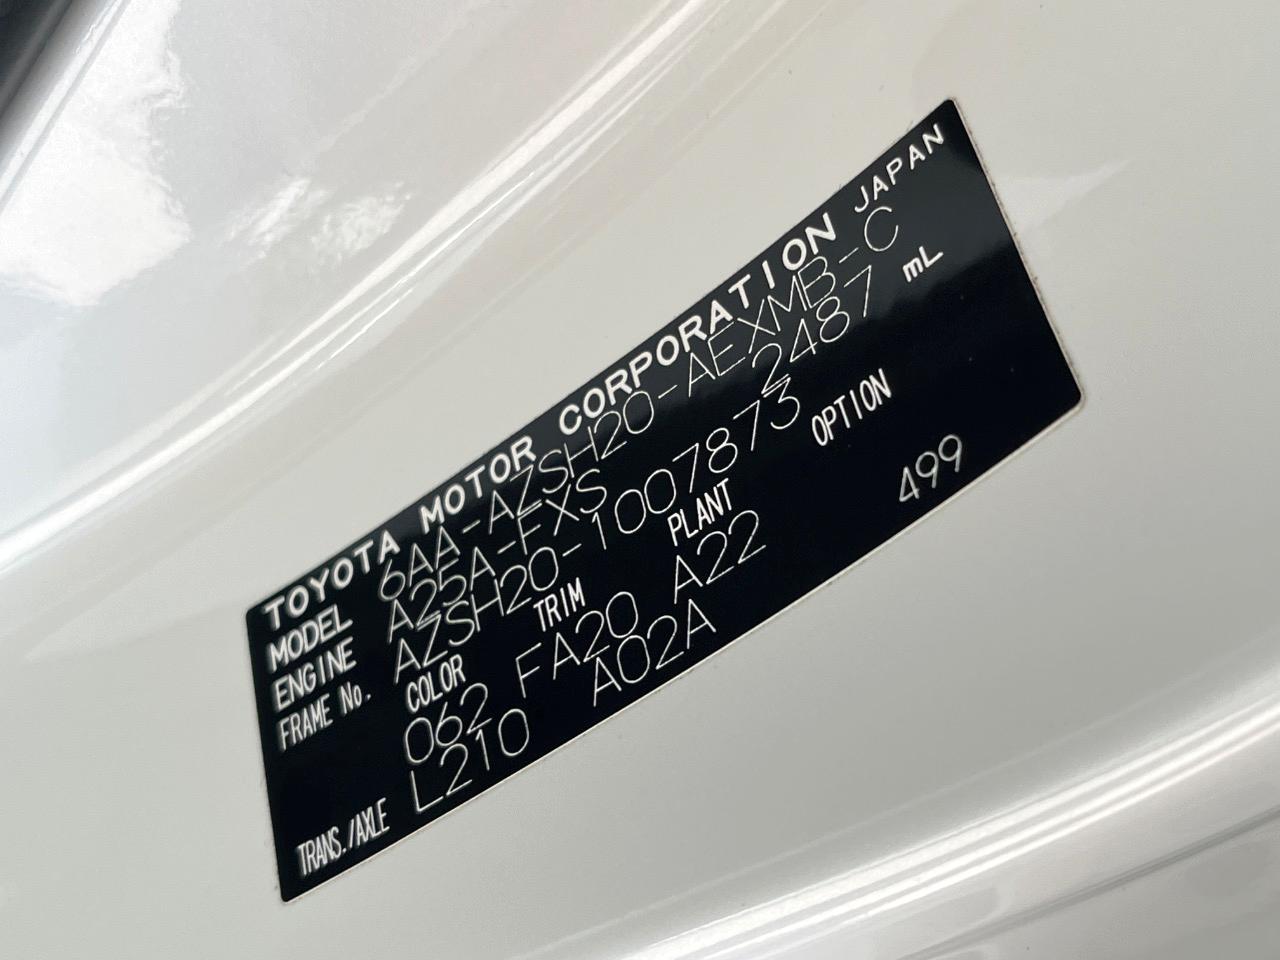 TOYOTA MOTOR CORPORATION JAPAN
MODEL 6AA-AZSH20-AEXMB-C
ENGINE A25A-FXS 2487 mL
FRAME No. AZSH20-1007873
COLOR TRIM PLANT OPTION
062 FA20 A22 499
TRANS./AXLE L210 A02A